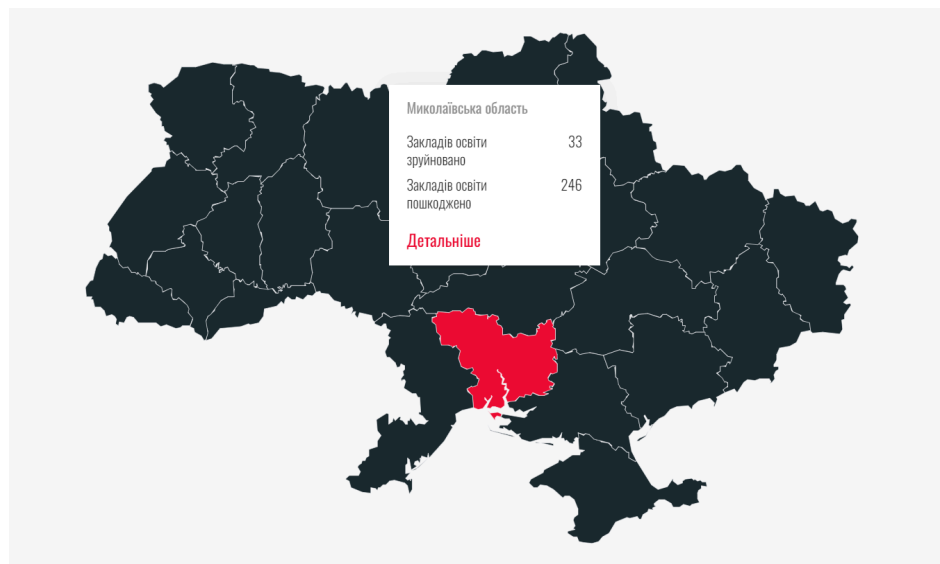 Миколаївська область
Закладів освіти 33
зруйновано
Закладів освіти 246
пошкоджено
Детальніше